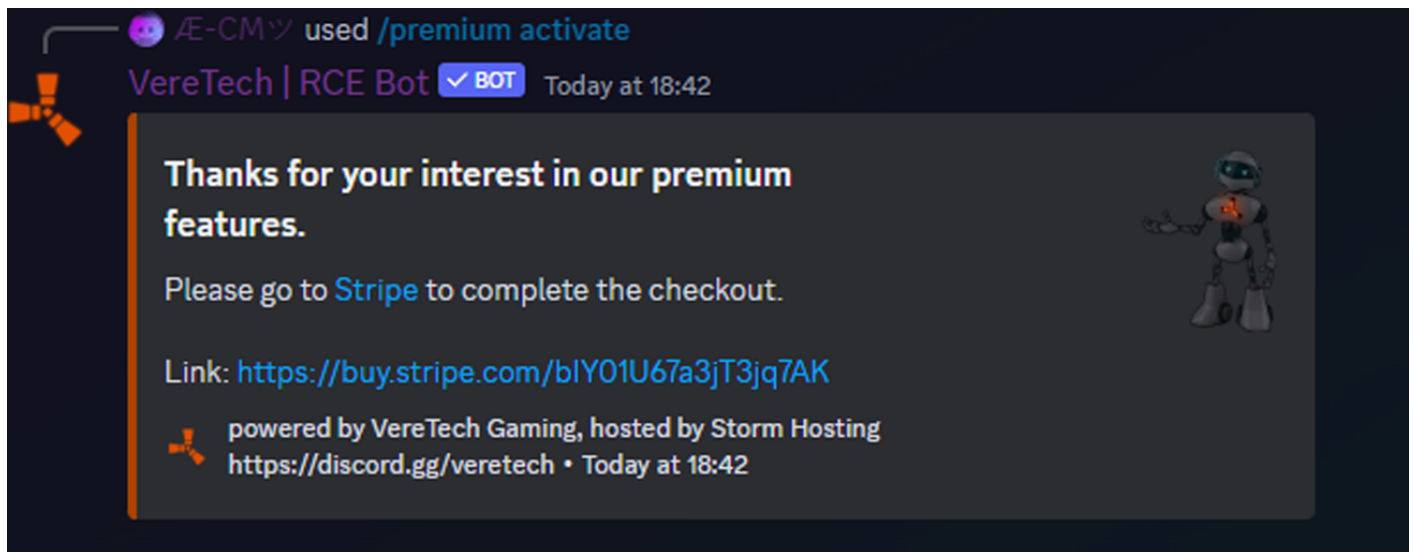 Æ-CMツ used /premium activate
VereTech | RCE Bot ✓ BOT Today at 18:42
Thanks for your interest in our premium
features.
Please go to Stripe to complete the checkout.
Link: https://buy.stripe.com/bIY01U67a3jT3jq7AK
powered by VereTech Gaming, hosted by Storm Hosting
https://discord.gg/veretech • Today at 18:42